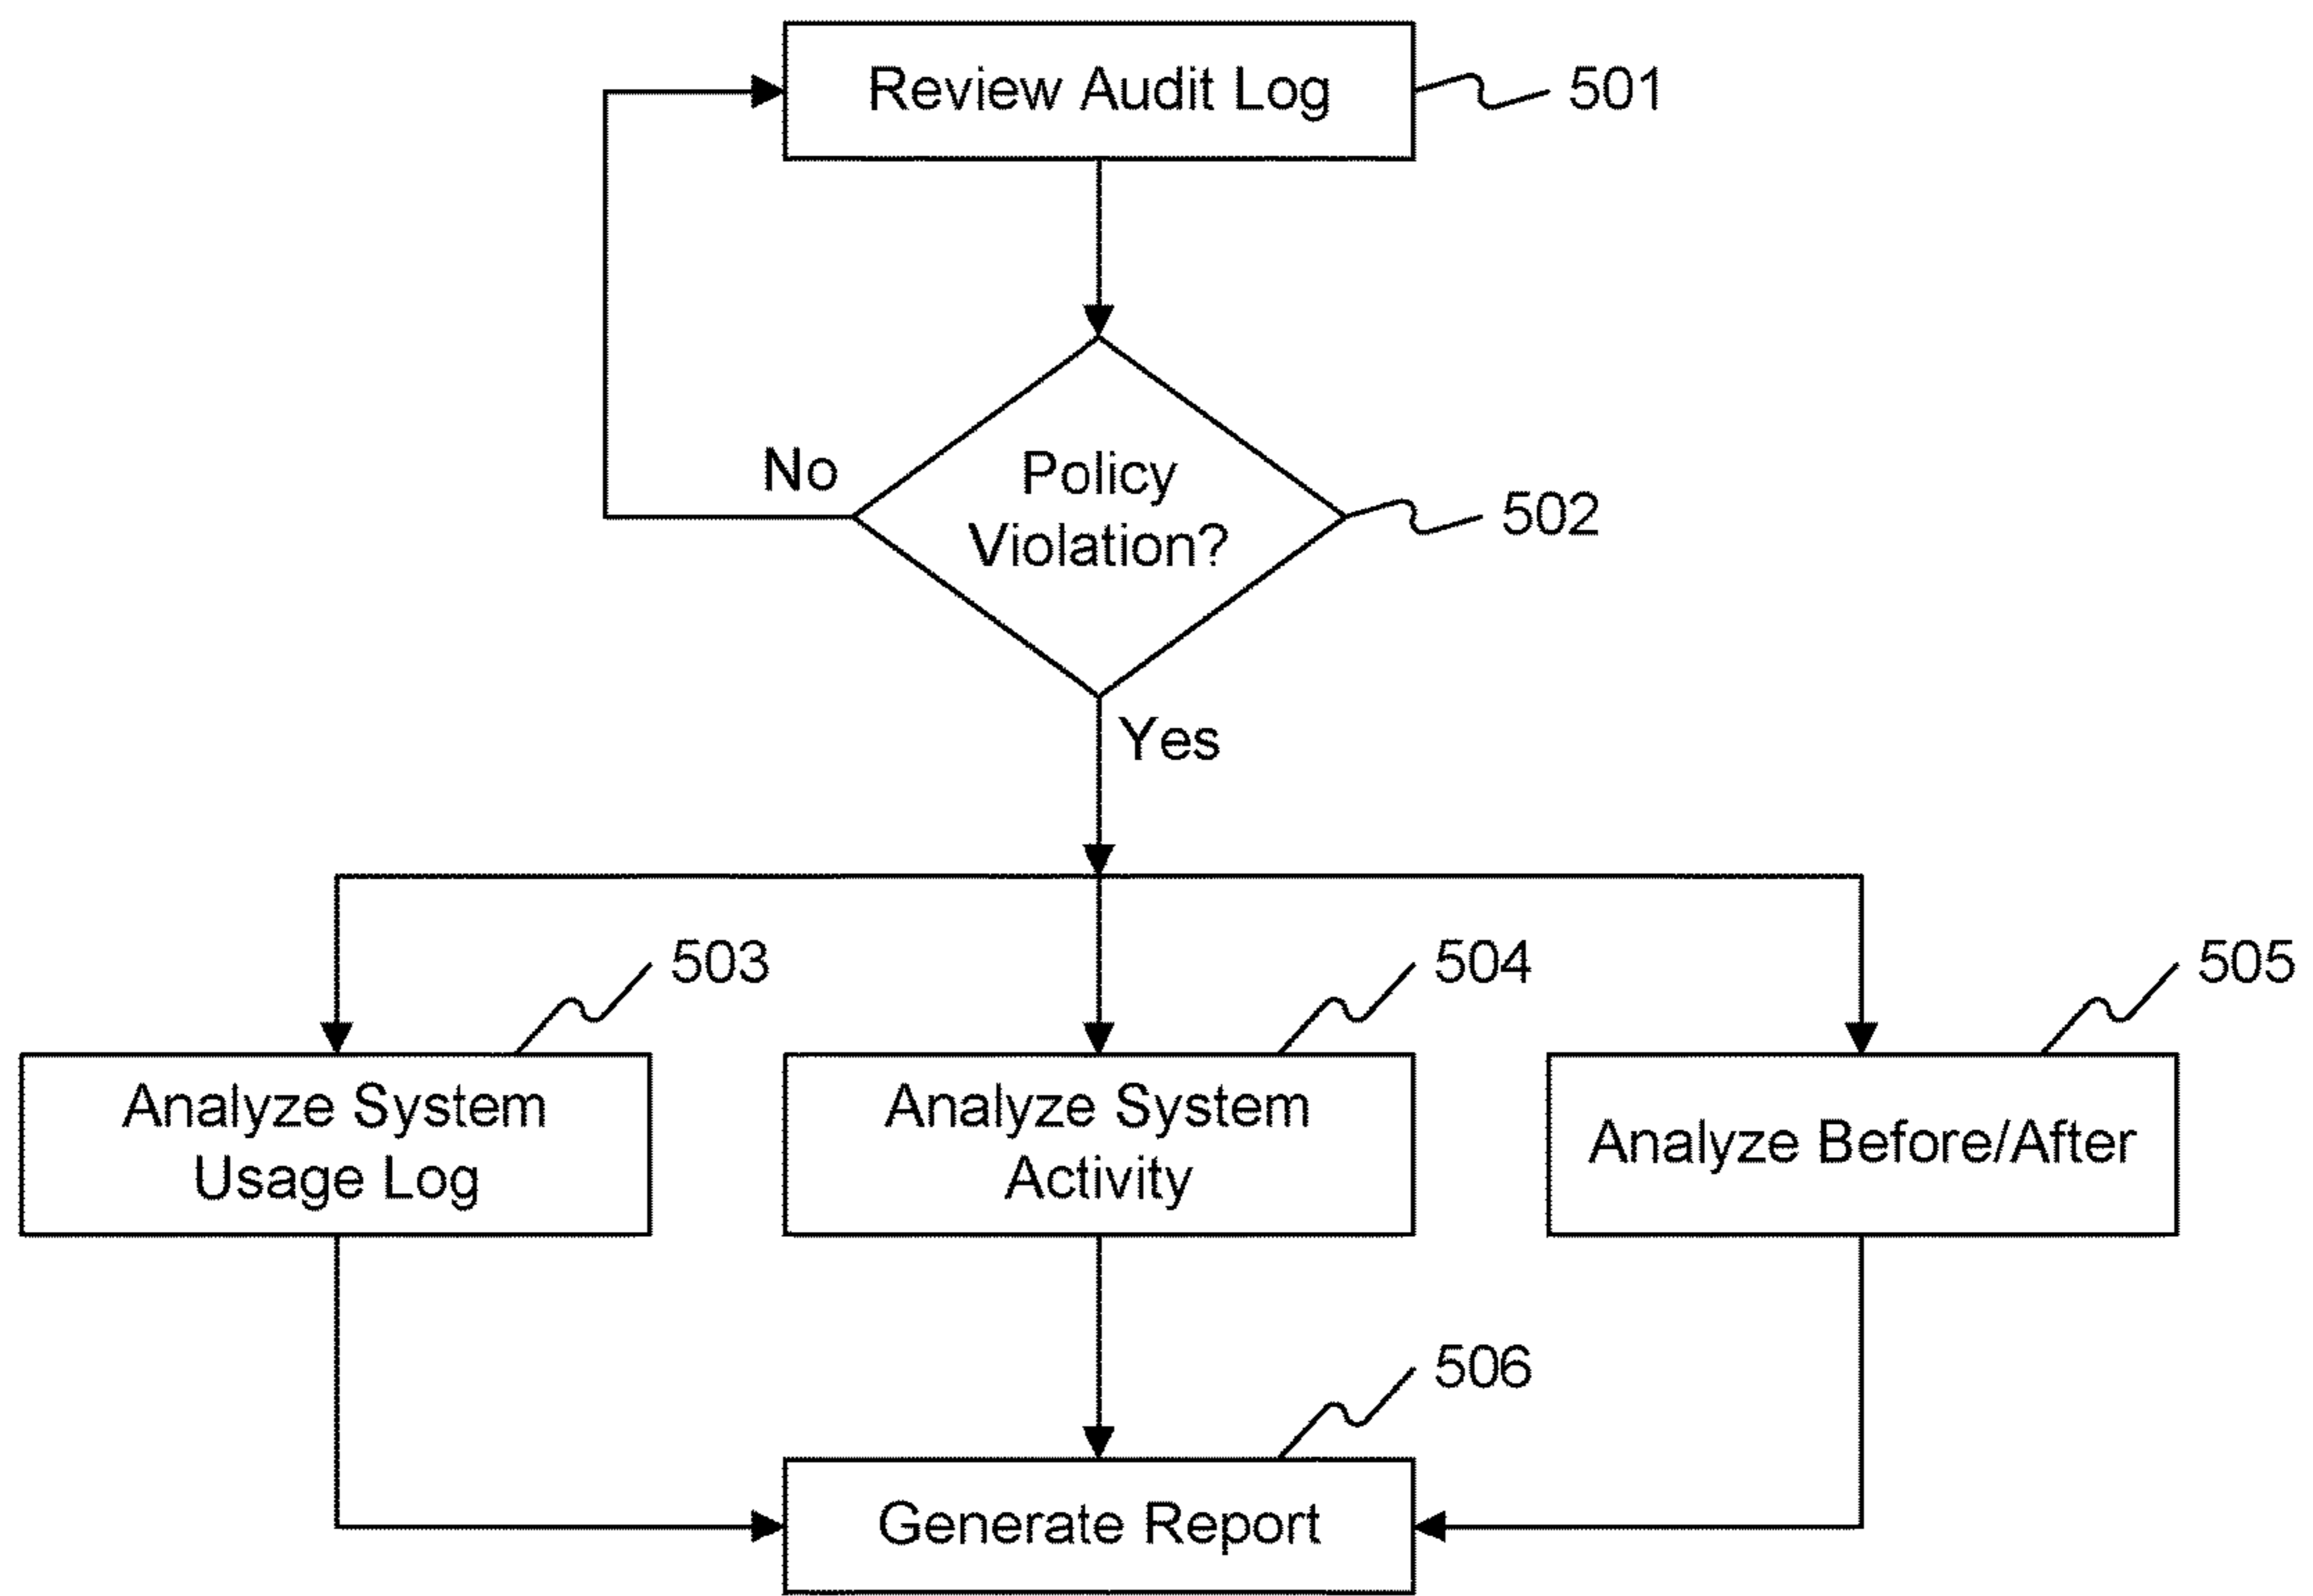 Review Audit Log
501
No
Policy
Violation?
502
Yes
503
504
505
Analyze System
Usage Log
Analyze System
Activity
Analyze Before/After
506
Generate Report